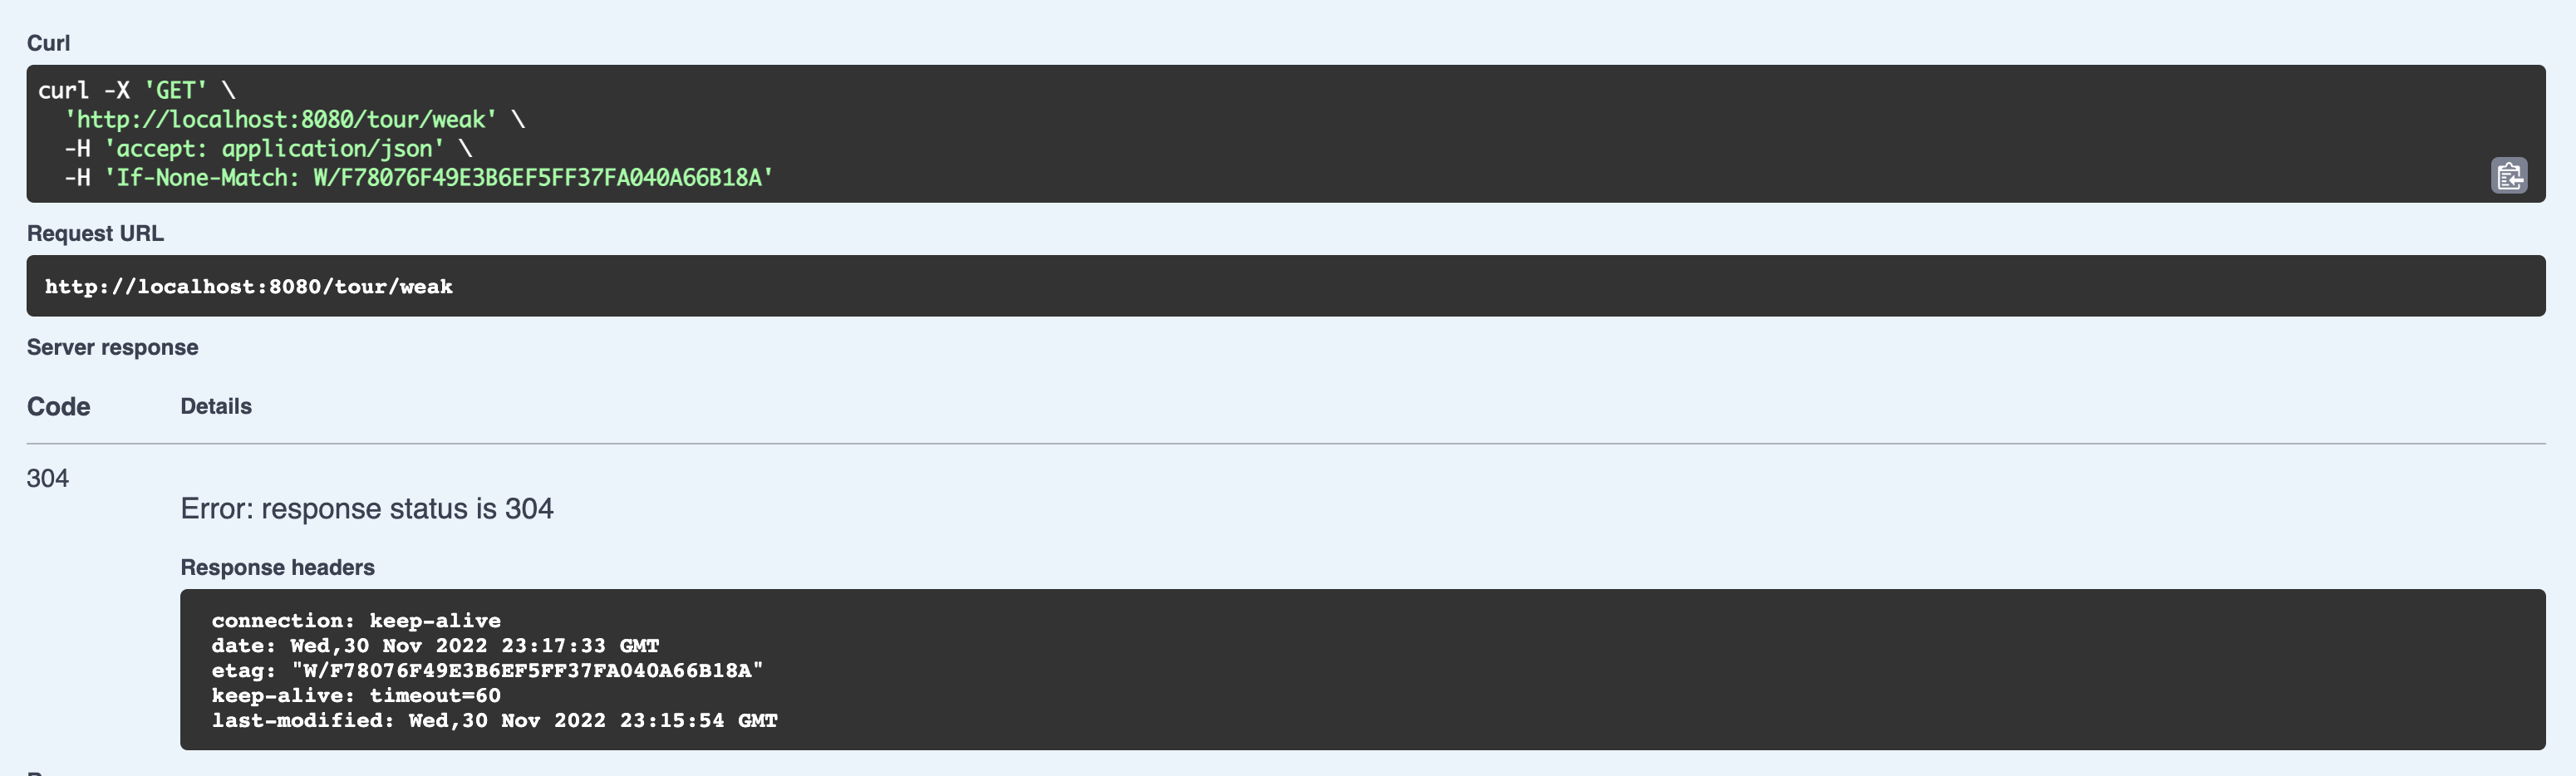 Curl
curl -X 'GET' \
'http://localhost:8080/tour/weak' \
-H 'accept: application/json' \
-H 'If-None-Match: W/F78076F49E3B6EF5FF37FA040A66B18A'
Request URL
http://localhost:8080/tour/weak
Server response
Code Details
304
Error: response status is 304
Response headers
connection: keep-alive
date: Wed,30 Nov 2022 23:17:33 GMT
etag: "W/F78076F49E3B6EF5FF37FA040A66B18A"
keep-alive: timeout=60
last-modified: Wed,30 Nov 2022 23:15:54 GMT